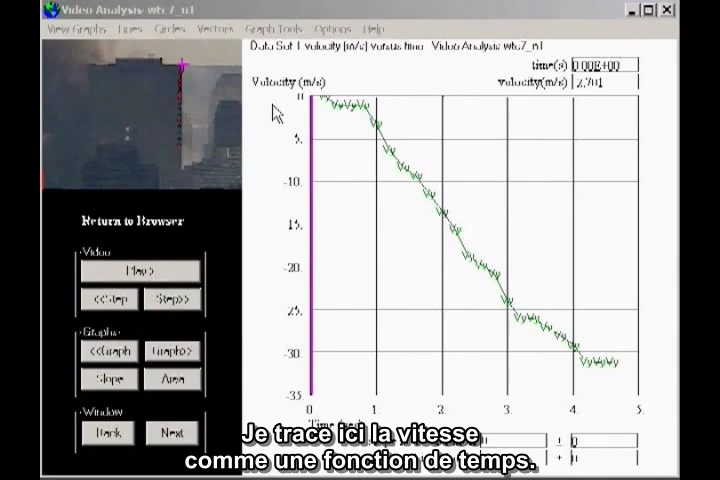 Video Analysis- wtc7_n1
View Graphs Lines Circles Vectors Graph Tools Options Help
Data Set 1 velocity (m/s) versus time Video Analysis wtc7_n1
time(s) 0.00E+00
Velocity (m/s) velocity(m/s) 2.701
0
5.
-10.
15.
-20.
25.
-30.
-35.
0 1. 2. 3. 4. 5.
Return to Browser
Video
Play>
<<Step Step>>
Graphs
<<Graph Graph>>
Slope Area
Window
Back Next
Je trace ici la vitesse
comme une fonction de temps.